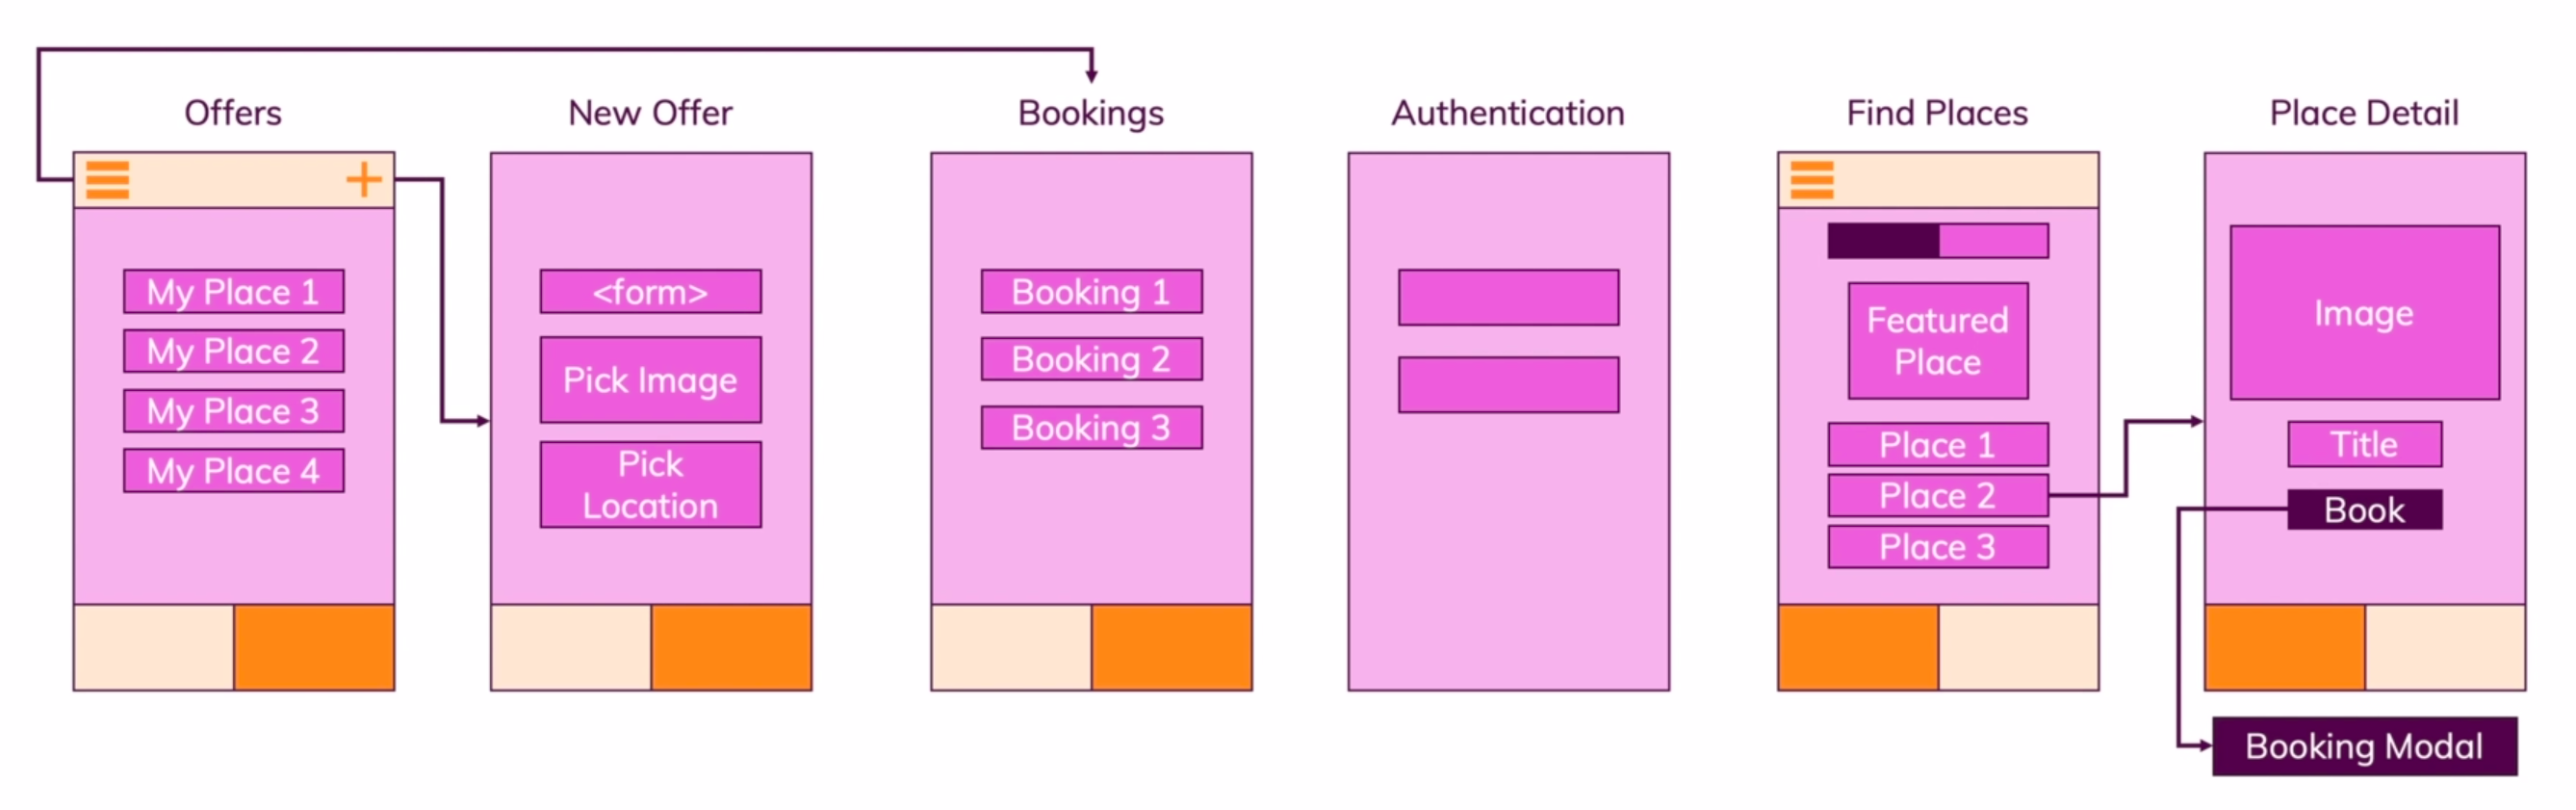 Offers
My Place 1
My Place 2
My Place 3
My Place 4
New Offer
<form>
Pick Image
Pick
Location
Bookings
Booking 1
Booking 2
Booking 3
Authentication
Find Places
Featured
Place
Place 1
Place 2
Place 3
Place Detail
Image
Title
Book
Booking Modal